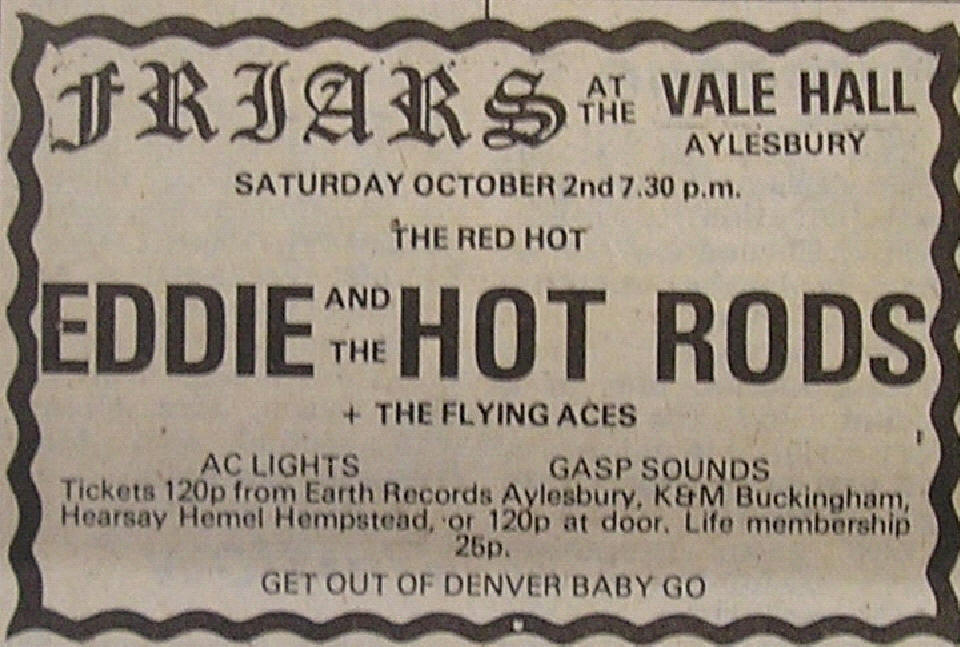 FRIARS AT THE VALE HALL
AYLESBURY
SATURDAY OCTOBER 2nd 7.30 p.m.
THE RED HOT
EDDIE AND THE HOT RODS
+ THE FLYING ACES
AC LIGHTS GASP SOUNDS
Tickets 120p from Earth Records Aylesbury, K&M Buckingham,
Hearsay Hemel Hempstead, or 120p at door. Life membership
25p.
GET OUT OF DENVER BABY GO